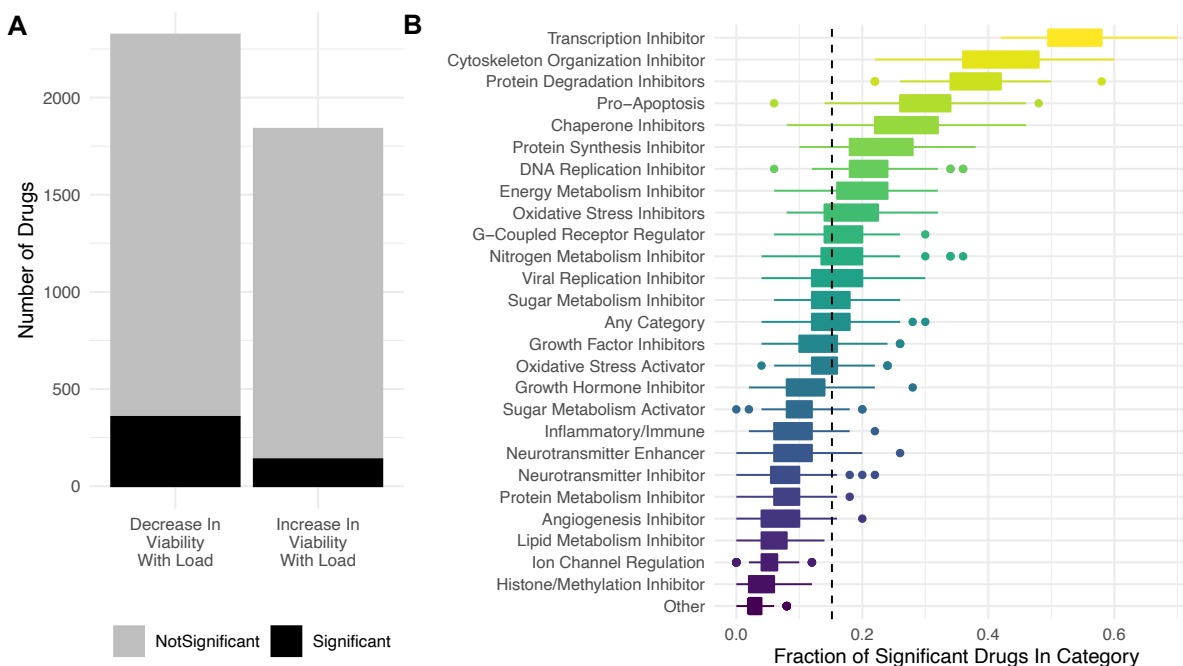 A
Number of Drugs
2000
1500
1000
500
0
Decrease In
Viability
With Load
Increase In
Viability
With Load
NotSignificant
Significant
B
Transcription Inhibitor
Cytoskeleton Organization Inhibitor
Protein Degradation Inhibitors
Pro−Apoptosis
Chaperone Inhibitors
Protein Synthesis Inhibitor
DNA Replication Inhibitor
Energy Metabolism Inhibitor
Oxidative Stress Inhibitors
G−Coupled Receptor Regulator
Nitrogen Metabolism Inhibitor
Viral Replication Inhibitor
Sugar Metabolism Inhibitor
Any Category
Growth Factor Inhibitors
Oxidative Stress Activator
Growth Hormone Inhibitor
Sugar Metabolism Activator
Inflammatory/Immune
Neurotransmitter Enhancer
Neurotransmitter Inhibitor
Protein Metabolism Inhibitor
Angiogenesis Inhibitor
Lipid Metabolism Inhibitor
Ion Channel Regulation
Histone/Methylation Inhibitor
Other
0.0 0.2 0.4 0.6
Fraction of Significant Drugs In Category